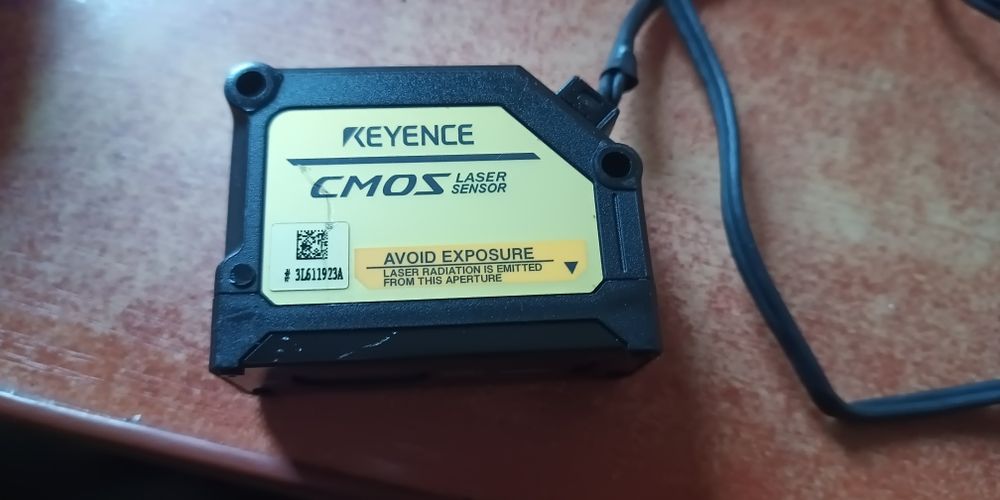 KEYENCE
CMOS LASER
SENSOR
# 3L611923A
AVOID EXPOSURE
LASER RADIATION IS EMITTED
FROM THIS APERTURE